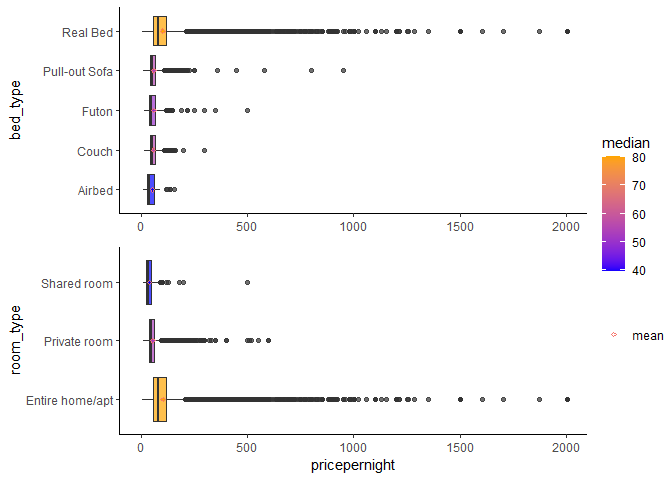 bed_type
Real Bed
Pull-out Sofa
Futon
Couch
Airbed
0 500 1000 1500 2000
room_type
Shared room
Private room
Entire home/apt
0 500 1000 1500 2000
pricepernight
median
80
70
60
50
40
mean